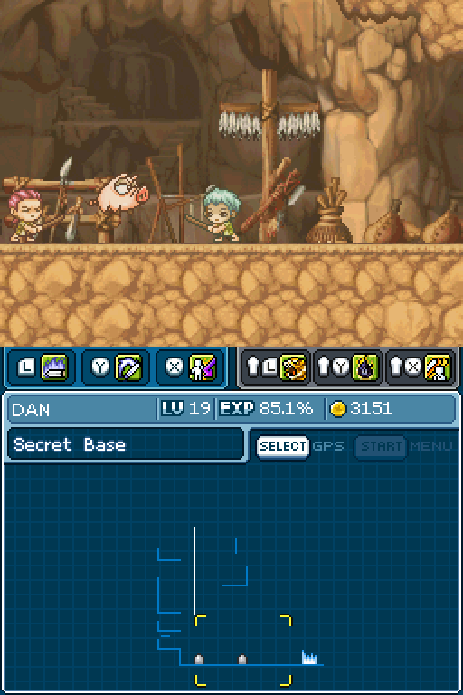 L Y X L Y X
DAN LV 19 EXP 85.1% 3151
Secret Base SELECT GPS START MENU